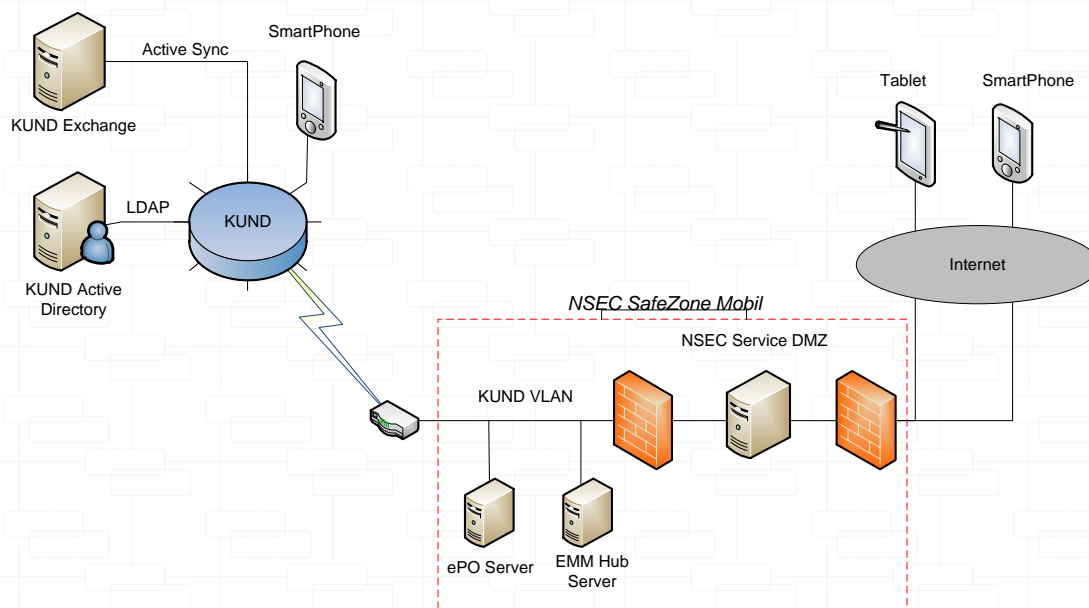 SmartPhone
Active Sync
KUND Exchange
Tablet
SmartPhone
LDAP
KUND
KUND Active
Directory
Internet
NSEC SafeZone Mobil
NSEC Service DMZ
KUND VLAN
ePO Server
EMM Hub
Server